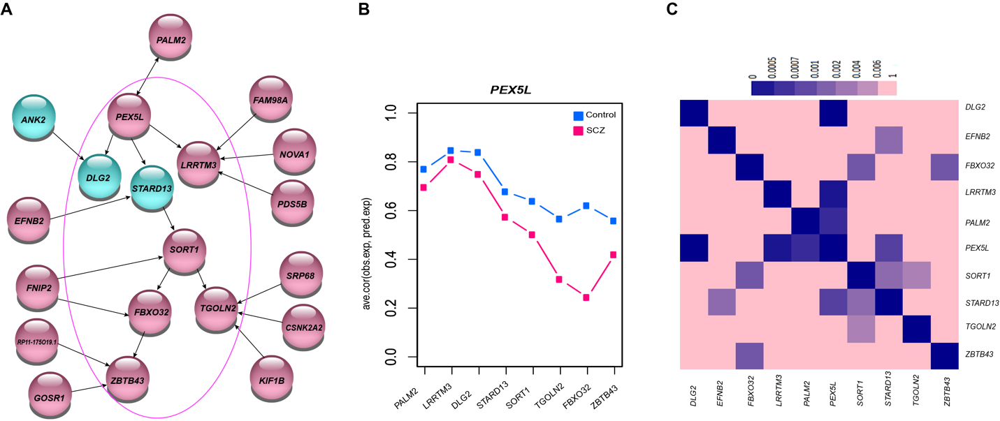 A
PALM2
PEX5L
FAM98A
ANK2
NOVA1
LRRTM3
DLG2
STARD13
PDS5B
EFNB2
SORT1
SRP68
FNIP2
FBXO32
TGOLN2
CSNK2A2
RP11-175O19.1
ZBTB43
KIF1B
GOSR1
B
PEX5L
Control
SCZ
ave.cor(obs.exp, pred.exp)
1.0
0.8
0.6
0.4
0.2
0.0
PALM2
LRRTM3
DLG2
STARD13
SORT1
TGOLN2
FBXO32
ZBTB43
C
0
0.0005
0.0007
0.001
0.002
0.004
0.006
1
DLG2
EFNB2
FBXO32
LRRTM3
PALM2
PEX5L
SORT1
STARD13
TGOLN2
ZBTB43
DLG2
EFNB2
FBXO32
LRRTM3
PALM2
PEX5L
SORT1
STARD13
TGOLN2
ZBTB43